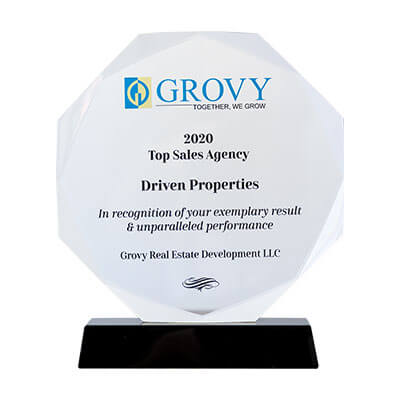 GROVY
TOGETHER, WE GROW
2020
Top Sales Agency
Driven Properties
In recognition of your exemplary result
& unparalleled performance
Grovy Real Estate Development LLC